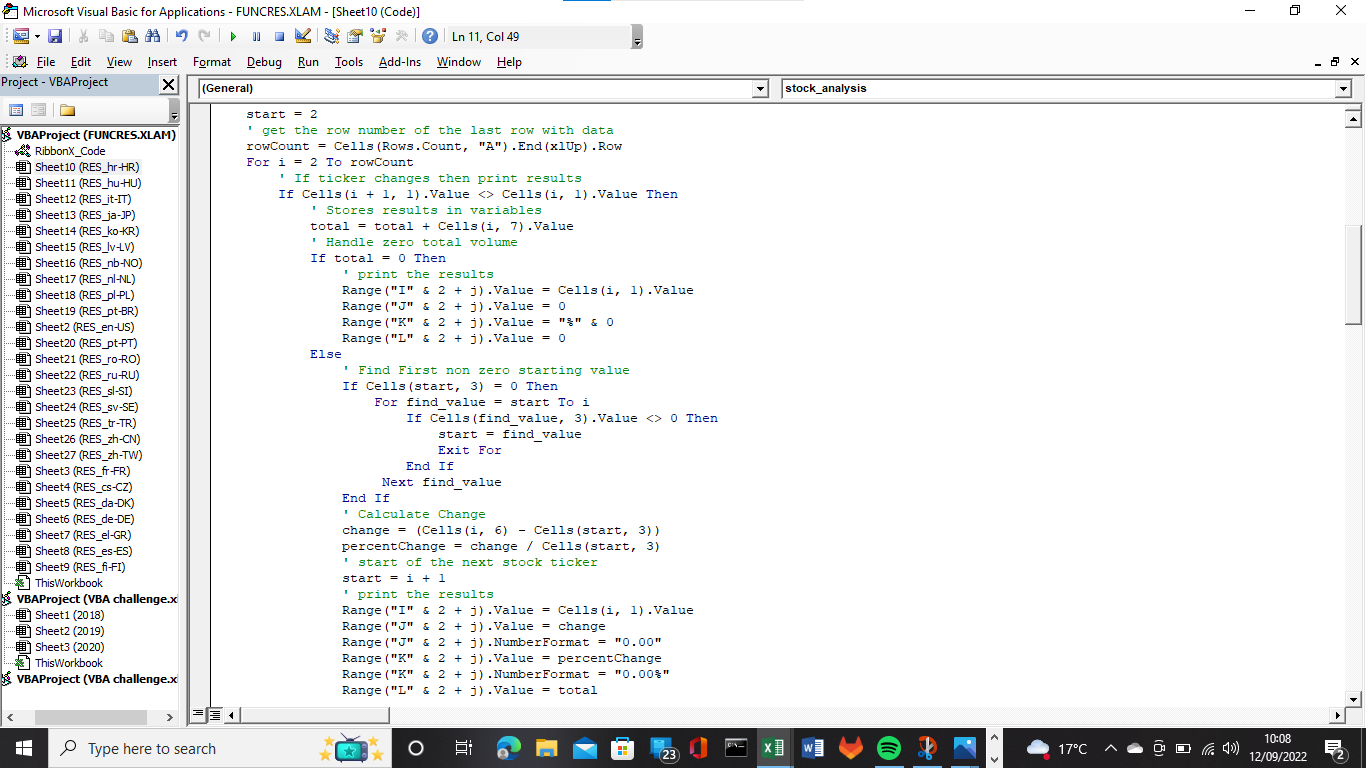 Microsoft Visual Basic for Applications - FUNCRES.XLAM - [Sheet10 (Code)]
Ln 11, Col 49
File Edit View Insert Format Debug Run Tools Add-Ins Window Help
Project - VBAProject
(General)
stock_analysis
VBAProject (FUNCRES.XLAM)
RibbonX_Code
Sheet10 (RES_hr-HR)
Sheet11 (RES_hu-HU)
Sheet12 (RES_it-IT)
Sheet13 (RES_ja-JP)
Sheet14 (RES_ko-KR)
Sheet15 (RES_lv-LV)
Sheet16 (RES_nb-NO)
Sheet17 (RES_nl-NL)
Sheet18 (RES_pl-PL)
Sheet19 (RES_pt-BR)
Sheet2 (RES_en-US)
Sheet20 (RES_pt-PT)
Sheet21 (RES_ro-RO)
Sheet22 (RES_ru-RU)
Sheet23 (RES_sl-SI)
Sheet24 (RES_sv-SE)
Sheet25 (RES_tr-TR)
Sheet26 (RES_zh-CN)
Sheet27 (RES_zh-TW)
Sheet3 (RES_fr-FR)
Sheet4 (RES_cs-CZ)
Sheet5 (RES_da-DK)
Sheet6 (RES_de-DE)
Sheet7 (RES_el-GR)
Sheet8 (RES_es-ES)
Sheet9 (RES_fi-FI)
ThisWorkbook
VBAProject (VBA challenge.x
Sheet1 (2018)
Sheet2 (2019)
Sheet3 (2020)
ThisWorkbook
VBAProject (VBA challenge.x
start = 2
' get the row number of the last row with data
rowCount = Cells(Rows.Count, "A").End(xlUp).Row
For i = 2 To rowCount
' If ticker changes then print results
If Cells(i + 1, 1).Value <> Cells(i, 1).Value Then
' Stores results in variables
total = total + Cells(i, 7).Value
' Handle zero total volume
If total = 0 Then
' print the results
Range("I" & 2 + j).Value = Cells(i, 1).Value
Range("J" & 2 + j).Value = 0
Range("K" & 2 + j).Value = "%" & 0
Range("L" & 2 + j).Value = 0
Else
' Find First non zero starting value
If Cells(start, 3) = 0 Then
For find_value = start To i
If Cells(find_value, 3).Value <> 0 Then
start = find_value
Exit For
End If
Next find_value
End If
' Calculate Change
change = (Cells(i, 6) - Cells(start, 3))
percentChange = change / Cells(start, 3)
' start of the next stock ticker
start = i + 1
' print the results
Range("I" & 2 + j).Value = Cells(i, 1).Value
Range("J" & 2 + j).Value = change
Range("J" & 2 + j).NumberFormat = "0.00"
Range("K" & 2 + j).Value = percentChange
Range("K" & 2 + j).NumberFormat = "0.00%"
Range("L" & 2 + j).Value = total
Type here to search
23
17°C
10:08
12/09/2022
2